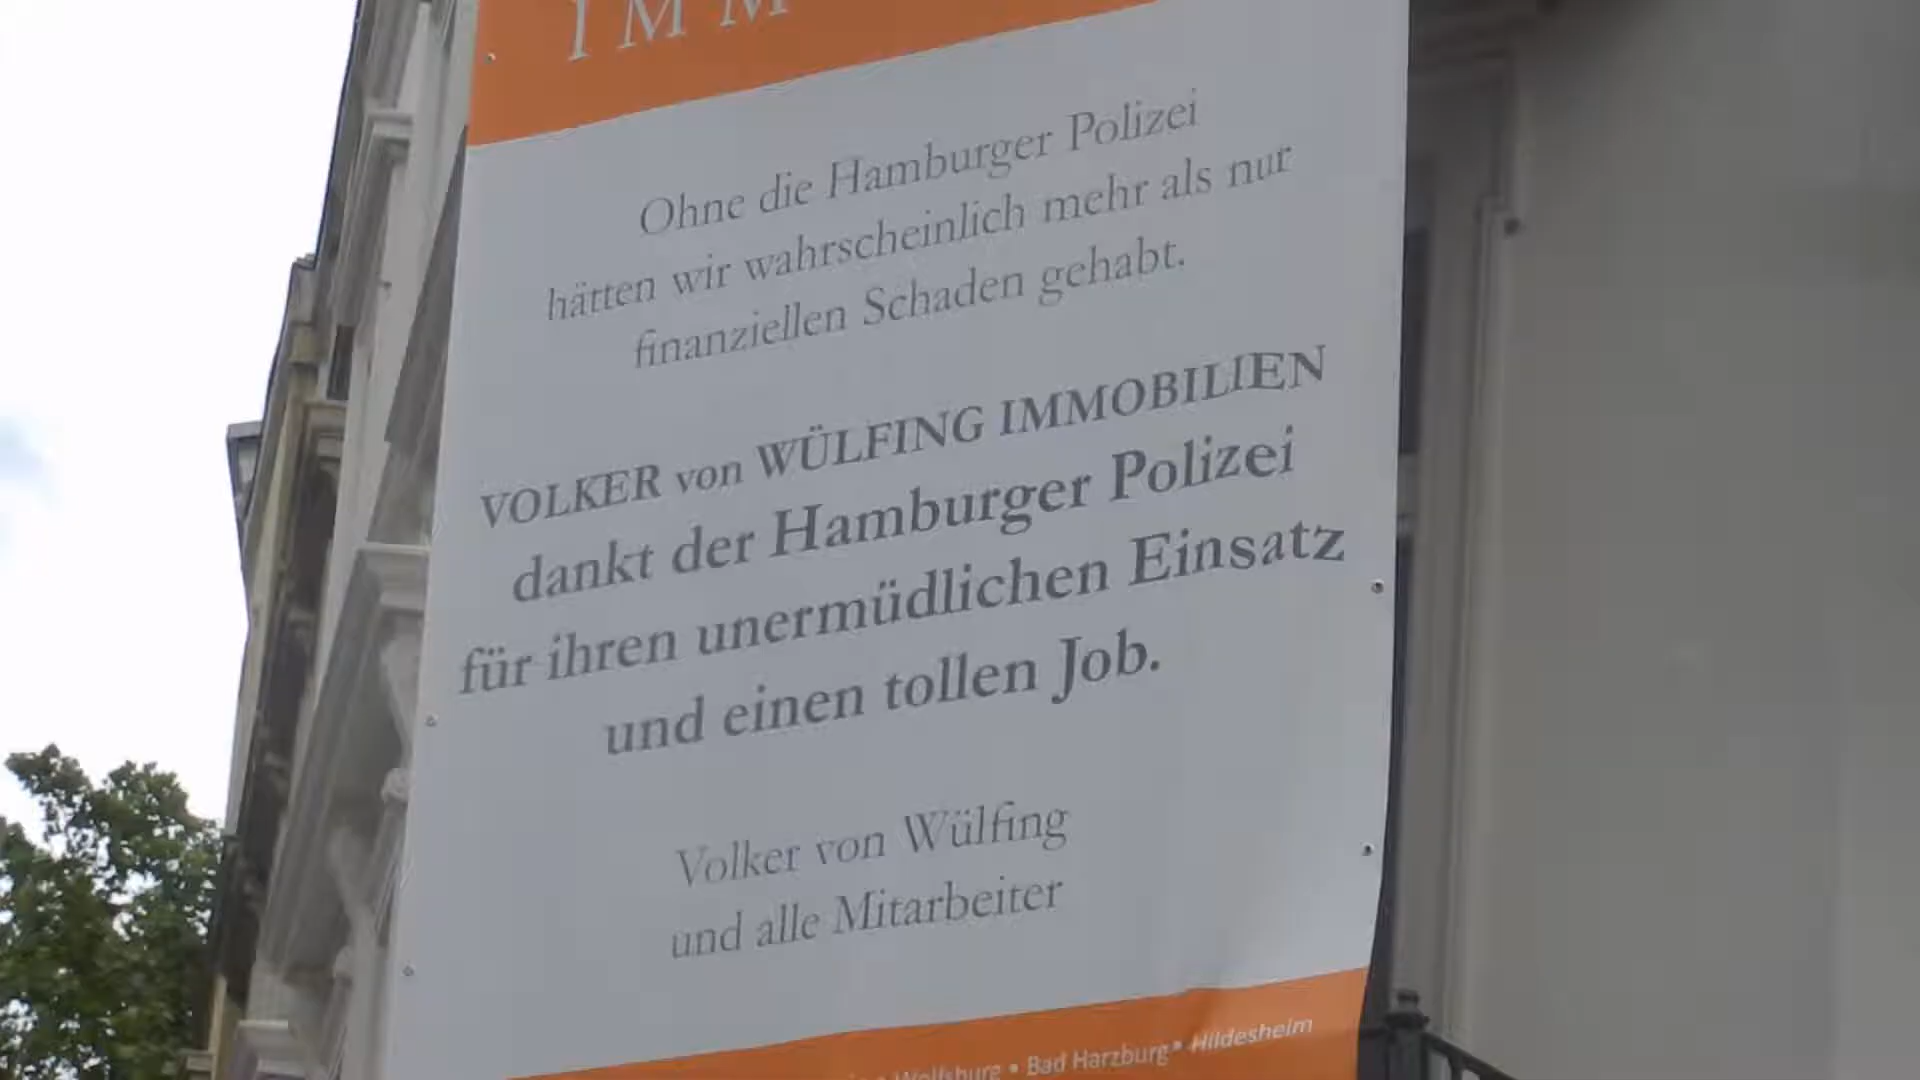 IMM
Ohne die Hamburger Polizei
hätten wir wahrscheinlich mehr als nur
finanziellen Schaden gehabt.
VOLKER von WÜLFING IMMOBILIEN
dankt der Hamburger Polizei
für ihren unermüdlichen Einsatz
und einen tollen Job.
Volker von Wülfing
und alle Mitarbeiter
• Wolfsburg • Bad Harzburg • Hildesheim